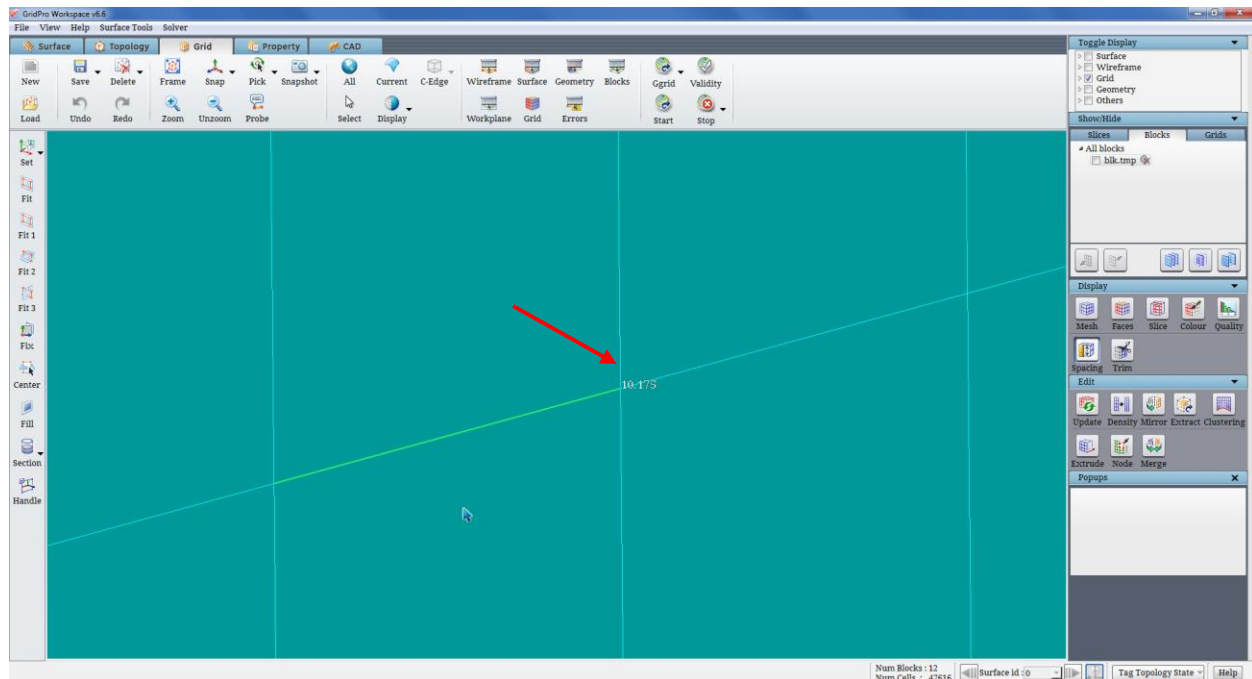 GridPro Workspace v6.6
File View Help Surface Tools Solver
Surface Topology Grid Property CAD
New Save Delete Frame Snap Pick Snapshot All Current C-Edge Wireframe Surface Geometry Blocks Ggrid Validity
Load Undo Redo Zoom Unzoom Probe Select Display Workplane Grid Errors Start Stop
Set
Fit
Fit 1
Fit 2
Fit 3
Fix
Center
Fill
Section
Handle
10.175
Toggle Display
Surface
Wireframe
Grid
Geometry
Others
Show/Hide
Slices Blocks Grids
All blocks
blk.tmp
Display
Mesh Faces Slice Colour Quality
Spacing Trim
Edit
Update Density Mirror Extract Clustering
Extrude Node Merge
Popups X
Num Blocks : 12
Num Cells : 47616
Surface id : 0
Tag Topology State
Help